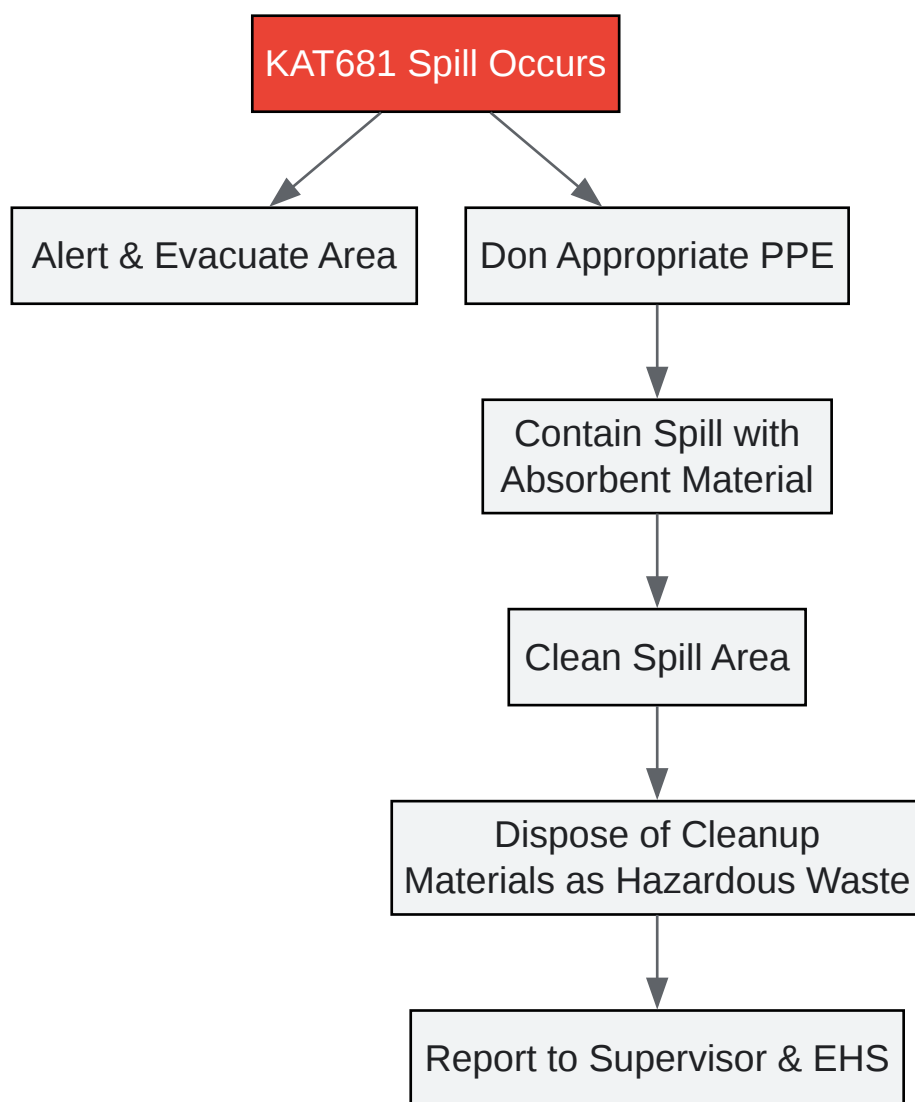 KAT681 Spill Occurs
Alert & Evacuate Area
Don Appropriate PPE
Contain Spill with
Absorbent Material
Clean Spill Area
Dispose of Cleanup
Materials as Hazardous Waste
Report to Supervisor & EHS